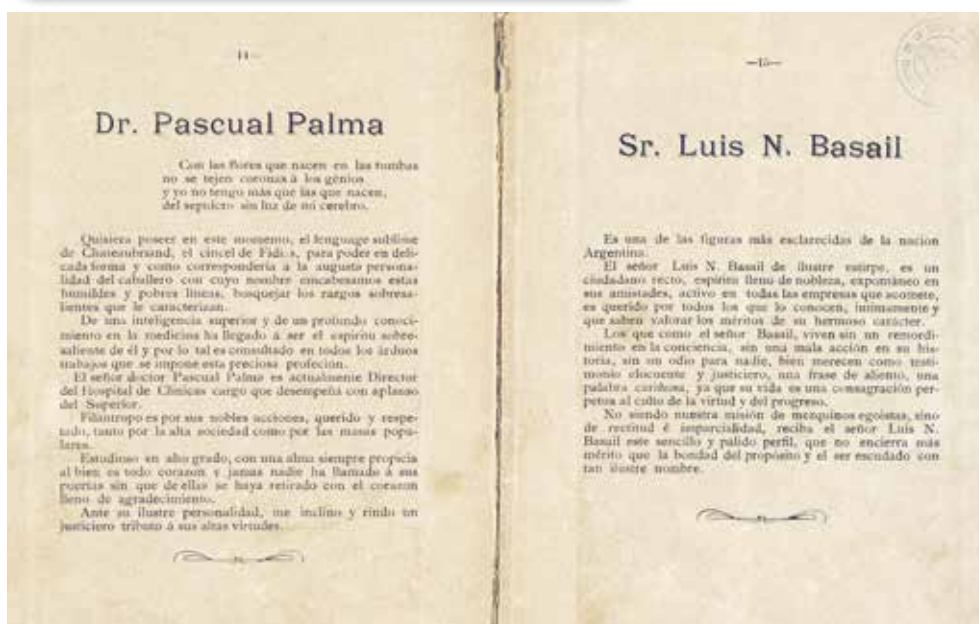 14—
Dr. Pascual Palma
Con las flores que nacen en las tumbas
no se tejen coronas á los génios
y yo no tengo más que las que nacen,
del sepulcro sin luz de mi cerebro.
Quisiera poseer en este momento, el lenguage sublime
de Chateaubriand, el cincel de Fidias, para poder en deli-
cada forma y como correspondería a la augusta persona-
lidad del caballero con cuyo nombre encabesamos estas
humildes y pobres líneas, bosquejar los rasgos sobresa-
lientes que le caracterizan.
De una inteligencia superior y de un profundo conoci-
miento en la medicina ha llegado á ser el espíritu sobre-
saliente de él y por lo tal es consultado en todos los árduos
trabajos que se impone esta preciosa profeción.
El señor doctor Pascual Palma es actualmente Director
del Hospital de Clínicas cargo que desempeña con aplauso
del Superior.
Filántropo es por sus nobles acciones, querido y respe-
tado, tanto por la alta sociedad como por las masas popu-
lares.
Estudioso en alto grado, con una alma siempre propicia
al bien es todo corazon y jamas nadie ha llamado á sus
puertas sin que de ellas se haya retirado con el corazon
lleno de agradecimiento.
Ante su ilustre personalidad, me inclino y rindo un
justiciero tributo á sus altas virtudes.
—15—
Sr. Luis N. Basail
Es una de las figuras más esclarecidas de la nacion
Argentina.
El señor Luis N. Basail de ilustre estirpe, es un
ciudadano recto, espíritu lleno de nobleza, expontáneo en
sus amistades, activo en todas las empresas que acomete,
es querido por todos los que lo conocen, intimamente y
que saben valorar los méritos de su hermoso carácter.
Los que como el señor Basail, viven sin un remordi-
miento en la conciencia, sin una mala acción en su his-
toria, sin un odio para nadie, bien merecen como testi-
monio elocuente y justiciero, una frase de aliento, una
palabra cariñosa, ya que su vida es una consagración per-
petua al culto de la virtud y del progreso.
No siendo nuestra misión de mezquinos egoístas, sino
de rectitud é imparcialidad, reciba el señor Luis N.
Basail este sencillo y pálido perfil, que no encierra más
mérito que la bondad del propósito y el ser escudado con
tan ilustre nombre.